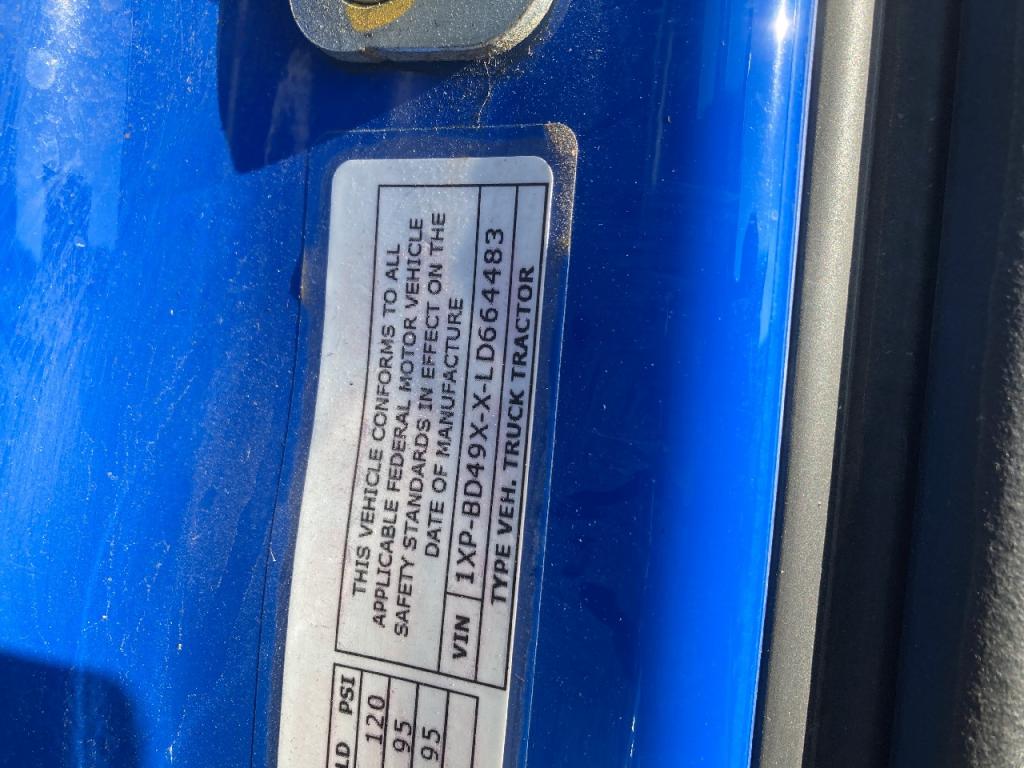 THIS VEHICLE CONFORMS TO ALL
APPLICABLE FEDERAL MOTOR VEHICLE
SAFETY STANDARDS IN EFFECT ON THE
DATE OF MANUFACTURE
VIN 1XP-BD49X-X-LD664483
TYPE VEH. TRUCK TRACTOR
LD PSI
120
95
95